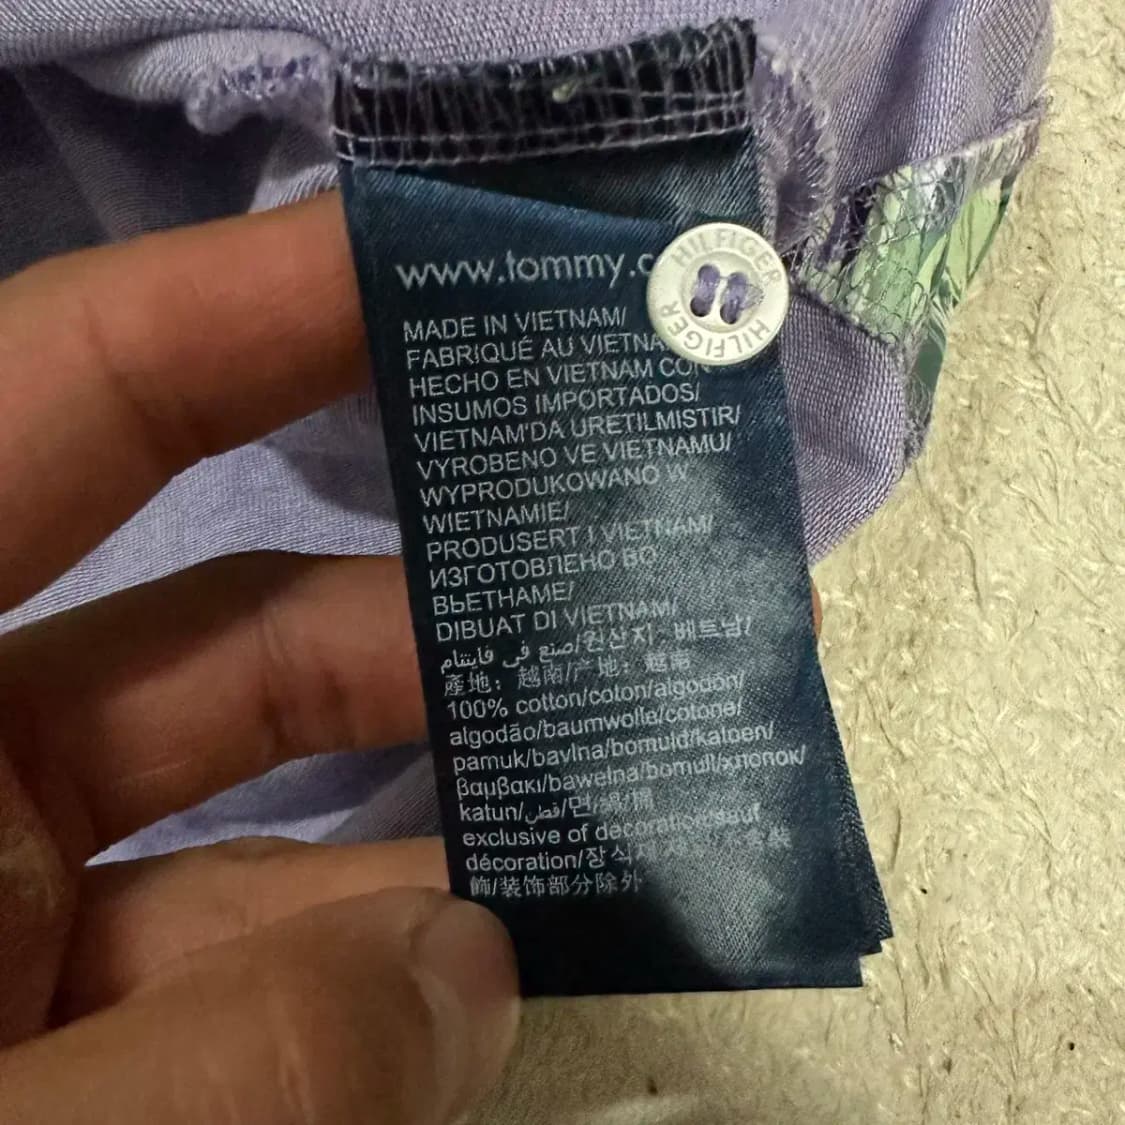 www.tommy.c
HILFIGER
HILFIGER
MADE IN VIETNAM/
FABRIQUÉ AU VIETNA
HECHO EN VIETNAM CON
INSUMOS IMPORTADOS/
VIETNAM'DA URETILMISTIR/
VYROBENO VE VIETNAMU/
WYPRODUKOWANO W
WIETNAMIE/
PRODUSERT I VIETNAM/
ИЗГОТОВЛЕНО ВО
ВЬЕТНАМЕ/
DIBUAT DI VIETNAM/
صنع في فايتنام/원산지: 베트남/
產地: 越南/产地: 越南
100% cotton/coton/algodón/
algodão/baumwolle/cotone/
pamuk/bavlna/bomuld/katoen/
βαμβακι/bawełna/bomull/хлопок/
katun/قطن/면/棉/棉
exclusive of decoration/sauf
décoration/장식
飾/装饰部分除外